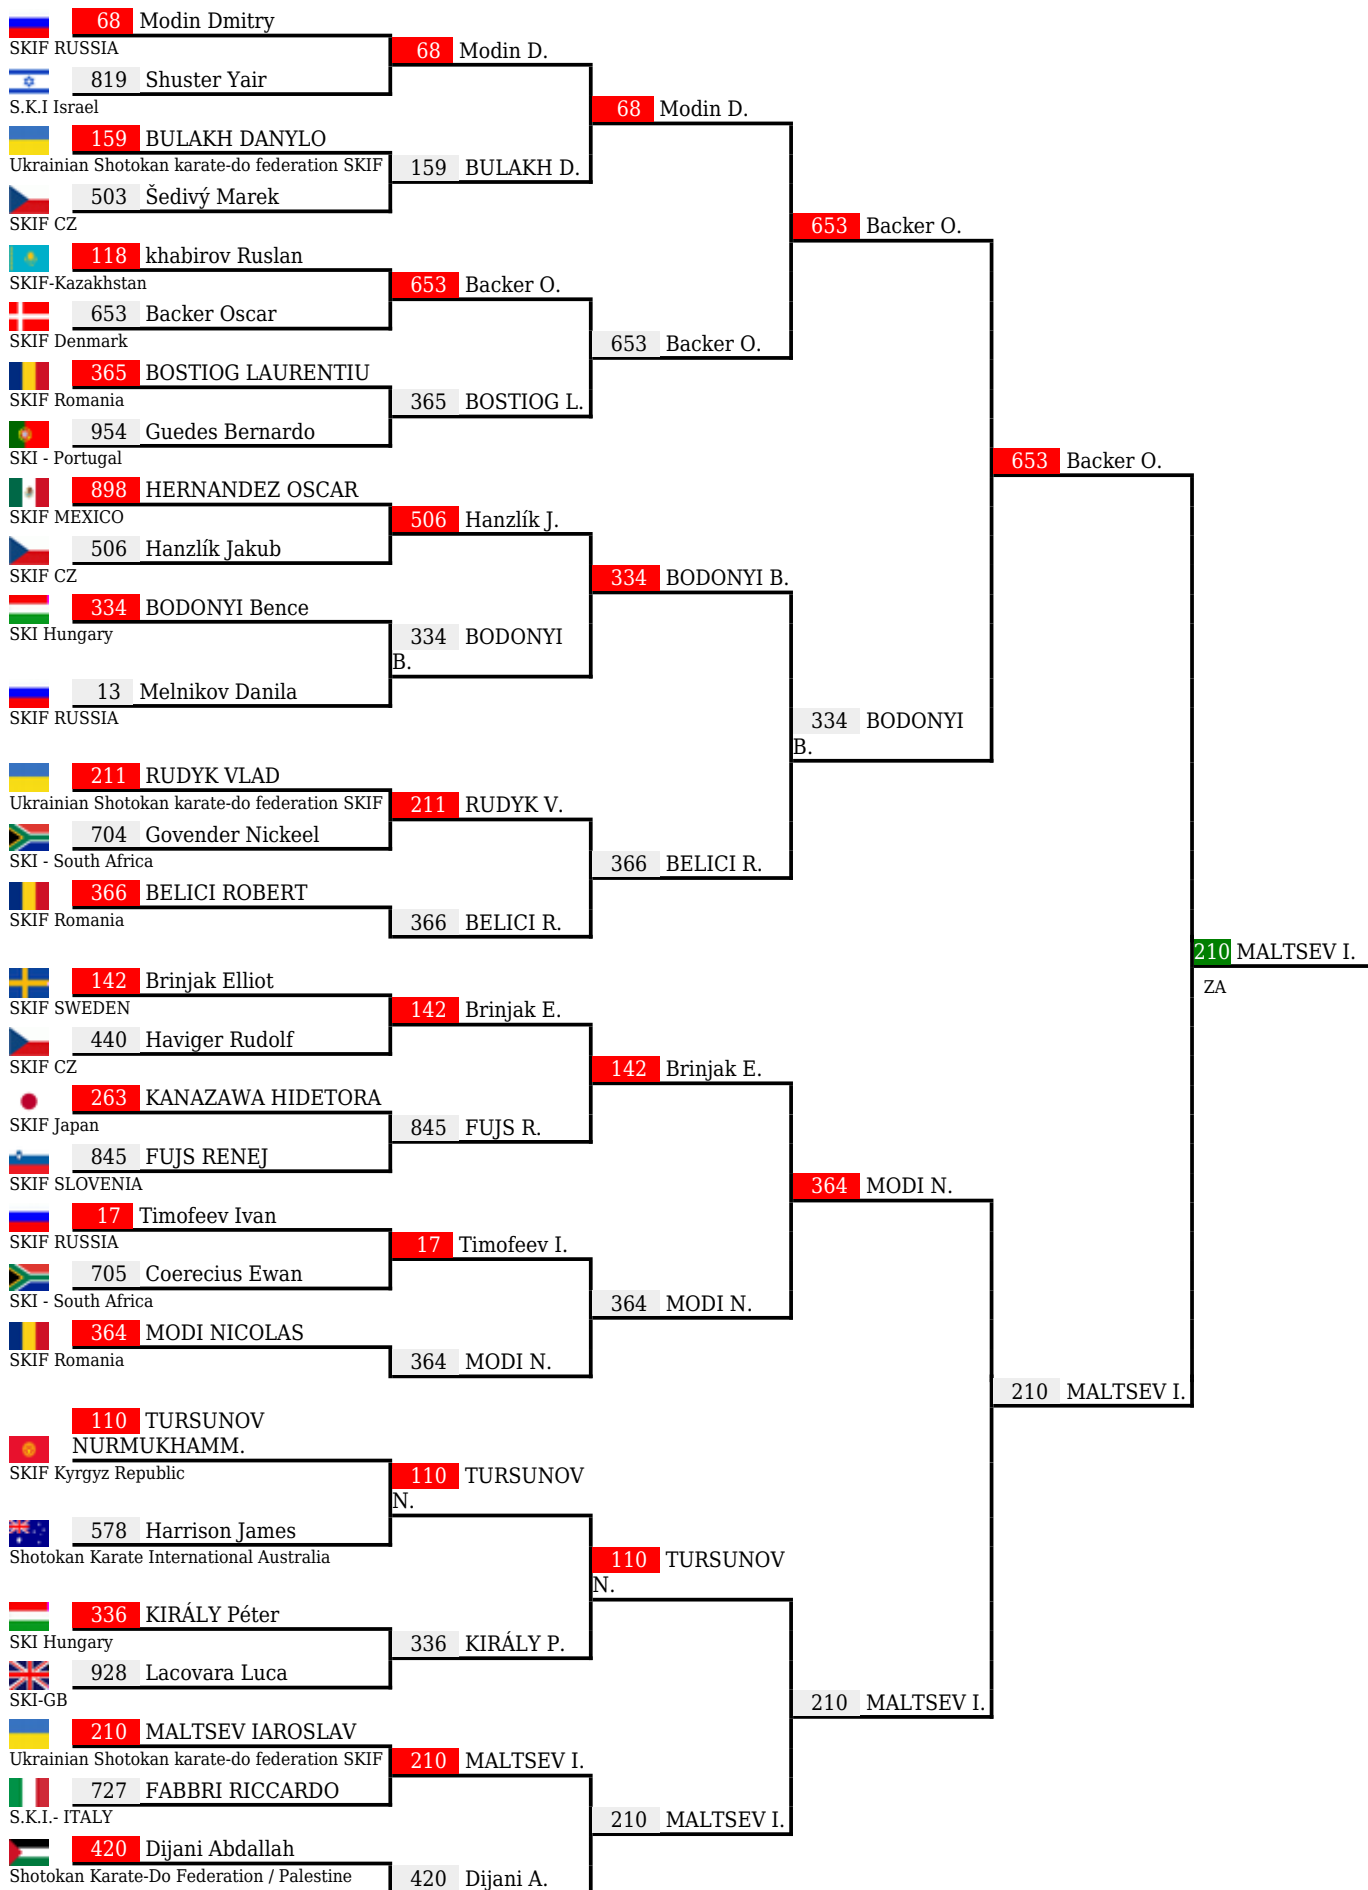 68 Modin Dmitry
SKIF RUSSIA
68 Modin D.
819 Shuster Yair
S.K.I Israel
68 Modin D.
159 BULAKH DANYLO
Ukrainian Shotokan karate-do federation SKIF
159 BULAKH D.
503 Šedivý Marek
SKIF CZ
653 Backer O.
118 khabirov Ruslan
SKIF-Kazakhstan
653 Backer O.
653 Backer Oscar
SKIF Denmark
653 Backer O.
365 BOSTIOG LAURENTIU
SKIF Romania
365 BOSTIOG L.
954 Guedes Bernardo
SKI - Portugal
653 Backer O.
898 HERNANDEZ OSCAR
SKIF MEXICO
506 Hanzlík J.
506 Hanzlík Jakub
SKIF CZ
334 BODONYI B.
334 BODONYI Bence
SKI Hungary
334 BODONYI
B.
13 Melnikov Danila
SKIF RUSSIA
334 BODONYI
B.
211 RUDYK VLAD
Ukrainian Shotokan karate-do federation SKIF
211 RUDYK V.
704 Govender Nickeel
SKI - South Africa
366 BELICI R.
366 BELICI ROBERT
SKIF Romania
366 BELICI R.
210 MALTSEV I.
ZA
142 Brinjak Elliot
SKIF SWEDEN
142 Brinjak E.
440 Haviger Rudolf
SKIF CZ
142 Brinjak E.
263 KANAZAWA HIDETORA
SKIF Japan
845 FUJS R.
845 FUJS RENEJ
SKIF SLOVENIA
364 MODI N.
17 Timofeev Ivan
SKIF RUSSIA
17 Timofeev I.
705 Coerecius Ewan
SKI - South Africa
364 MODI N.
364 MODI NICOLAS
SKIF Romania
364 MODI N.
210 MALTSEV I.
110 TURSUNOV
NURMUKHAMM.
SKIF Kyrgyz Republic
110 TURSUNOV
N.
578 Harrison James
Shotokan Karate International Australia
110 TURSUNOV
N.
336 KIRÁLY Péter
SKI Hungary
336 KIRÁLY P.
928 Lacovara Luca
SKI-GB
210 MALTSEV I.
210 MALTSEV IAROSLAV
Ukrainian Shotokan karate-do federation SKIF
210 MALTSEV I.
727 FABBRI RICCARDO
S.K.I.- ITALY
210 MALTSEV I.
420 Dijani Abdallah
Shotokan Karate-Do Federation / Palestine
420 Dijani A.